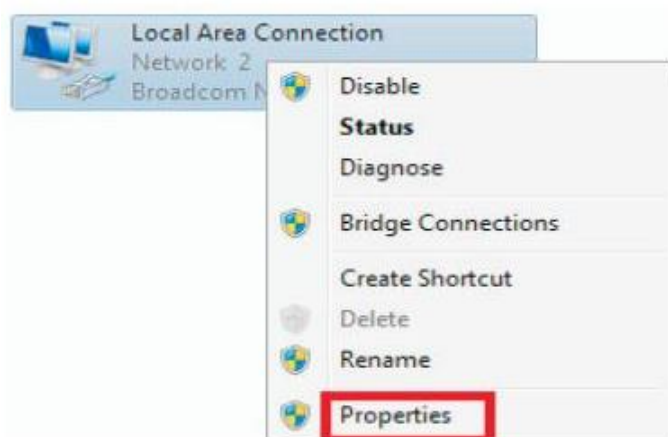 Local Area Connection
Network 2
Broadcom N
Disable
Status
Diagnose
Bridge Connections
Create Shortcut
Delete
Rename
Properties